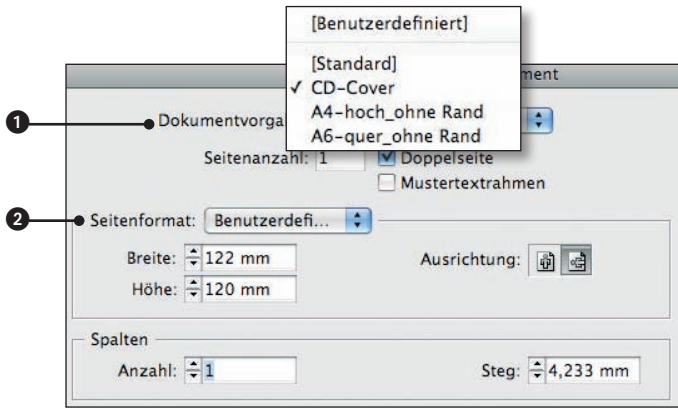 [Benutzerdefiniert]
[Standard]
✓ CD-Cover
A4-hoch_ohne Rand
A6-quer_ohne Rand
ment
1
Dokumentvorga
Seitenanzahl: 1
Doppelseite
Mustertextrahmen
2
Seitenformat: Benutzerdefi...
Breite: 122 mm
Ausrichtung:
Höhe: 120 mm
Spalten
Anzahl: 1
Steg: 4,233 mm